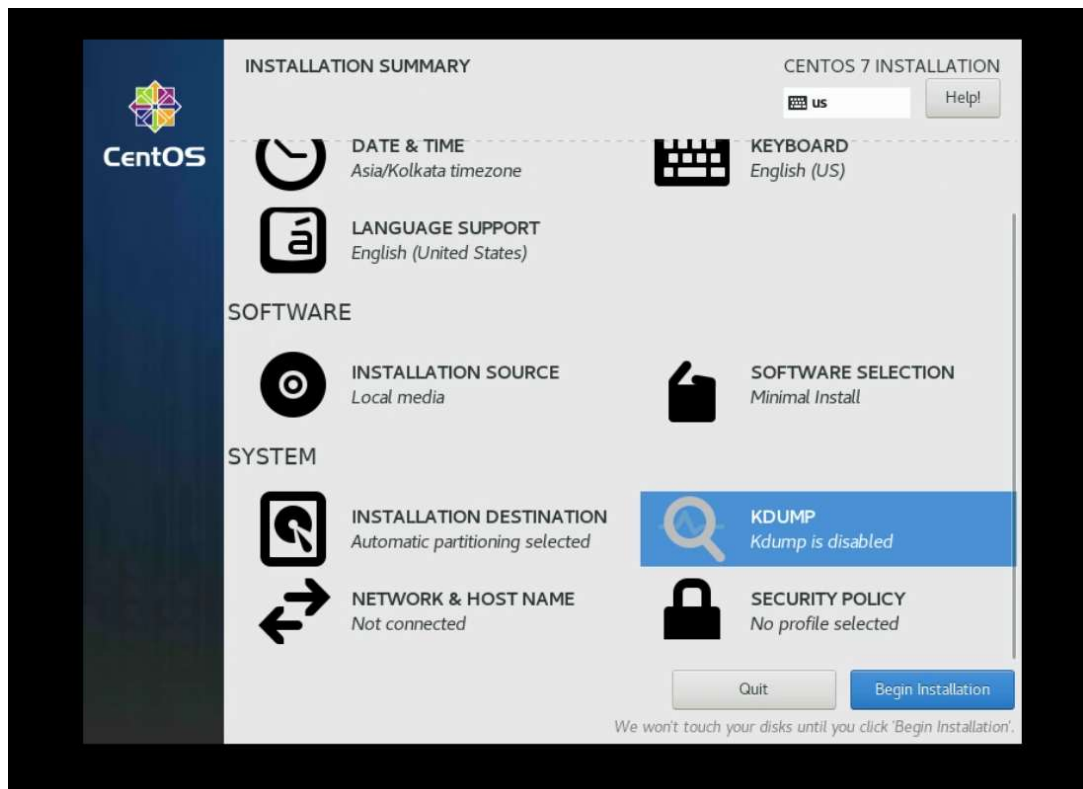 INSTALLATION SUMMARY
CENTOS 7 INSTALLATION
us
Help!
CentOS
DATE & TIME
Asia/Kolkata timezone
KEYBOARD
English (US)
á
LANGUAGE SUPPORT
English (United States)
SOFTWARE
INSTALLATION SOURCE
Local media
SOFTWARE SELECTION
Minimal Install
SYSTEM
INSTALLATION DESTINATION
Automatic partitioning selected
KDUMP
Kdump is disabled
NETWORK & HOST NAME
Not connected
SECURITY POLICY
No profile selected
Quit
Begin Installation
We won't touch your disks until you click 'Begin Installation'.